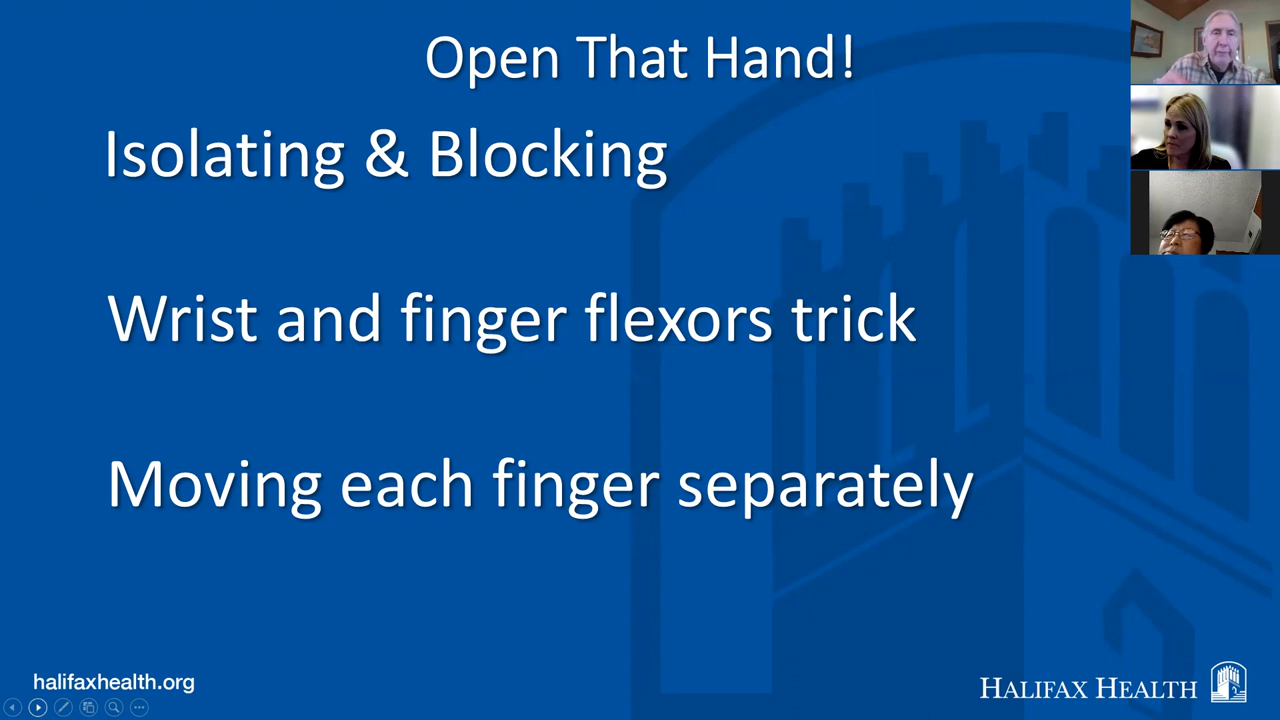 Open That Hand!
Isolating & Blocking
Wrist and finger flexors trick
Moving each finger separately
halifaxhealth.org
HALIFAX HEALTH